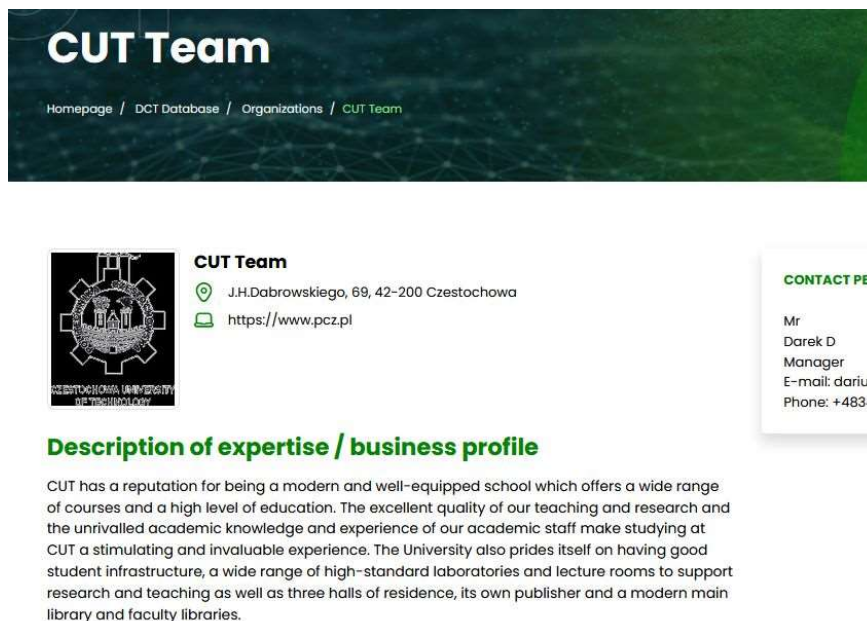 CUT Team
Homepage / DCT Database / Organizations / CUT Team
CUT Team
J.H.Dabrowskiego, 69, 42-200 Czestochowa
https://www.pcz.pl
CZESTOCHOWA UNIVERSITY
OF TECHNOLOGY
CONTACT PE
Mr
Darek D
Manager
E-mail: dariu
Phone: +483
Description of expertise / business profile
CUT has a reputation for being a modern and well-equipped school which offers a wide range
of courses and a high level of education. The excellent quality of our teaching and research and
the unrivalled academic knowledge and experience of our academic staff make studying at
CUT a stimulating and invaluable experience. The University also prides itself on having good
student infrastructure, a wide range of high-standard laboratories and lecture rooms to support
research and teaching as well as three halls of residence, its own publisher and a modern main
library and faculty libraries.